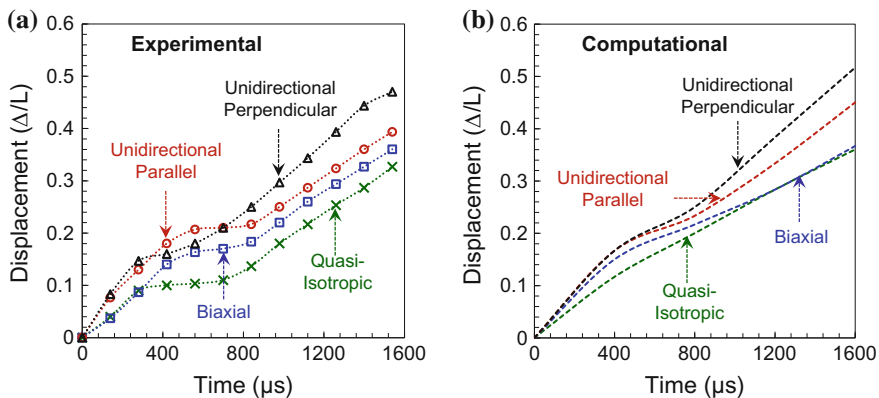 (a)
Experimental
Displacement (Δ/L)
0.6
0.5
0.4
0.3
0.2
0.1
0
0 400 800 1200 1600
Time (µs)
Unidirectional
Perpendicular
Unidirectional
Parallel
Quasi-
Isotropic
Biaxial
(b)
Computational
Displacement (Δ/L)
0.6
0.5
0.4
0.3
0.2
0.1
0
0 400 800 1200 1600
Time (µs)
Unidirectional
Perpendicular
Unidirectional
Parallel
Biaxial
Quasi-
Isotropic